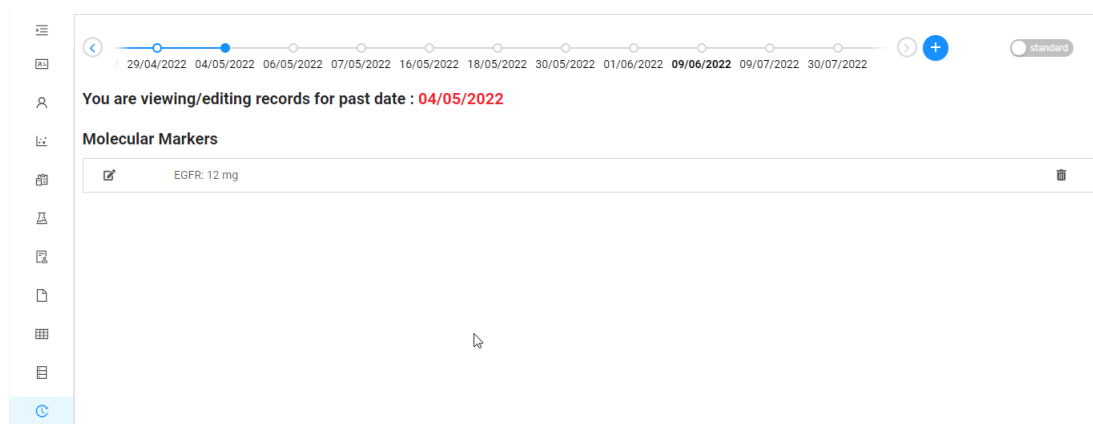 standard
29/04/2022 04/05/2022 06/05/2022 07/05/2022 16/05/2022 18/05/2022 30/05/2022 01/06/2022 09/06/2022 09/07/2022 30/07/2022
You are viewing/editing records for past date : 04/05/2022
Molecular Markers
EGFR: 12 mg